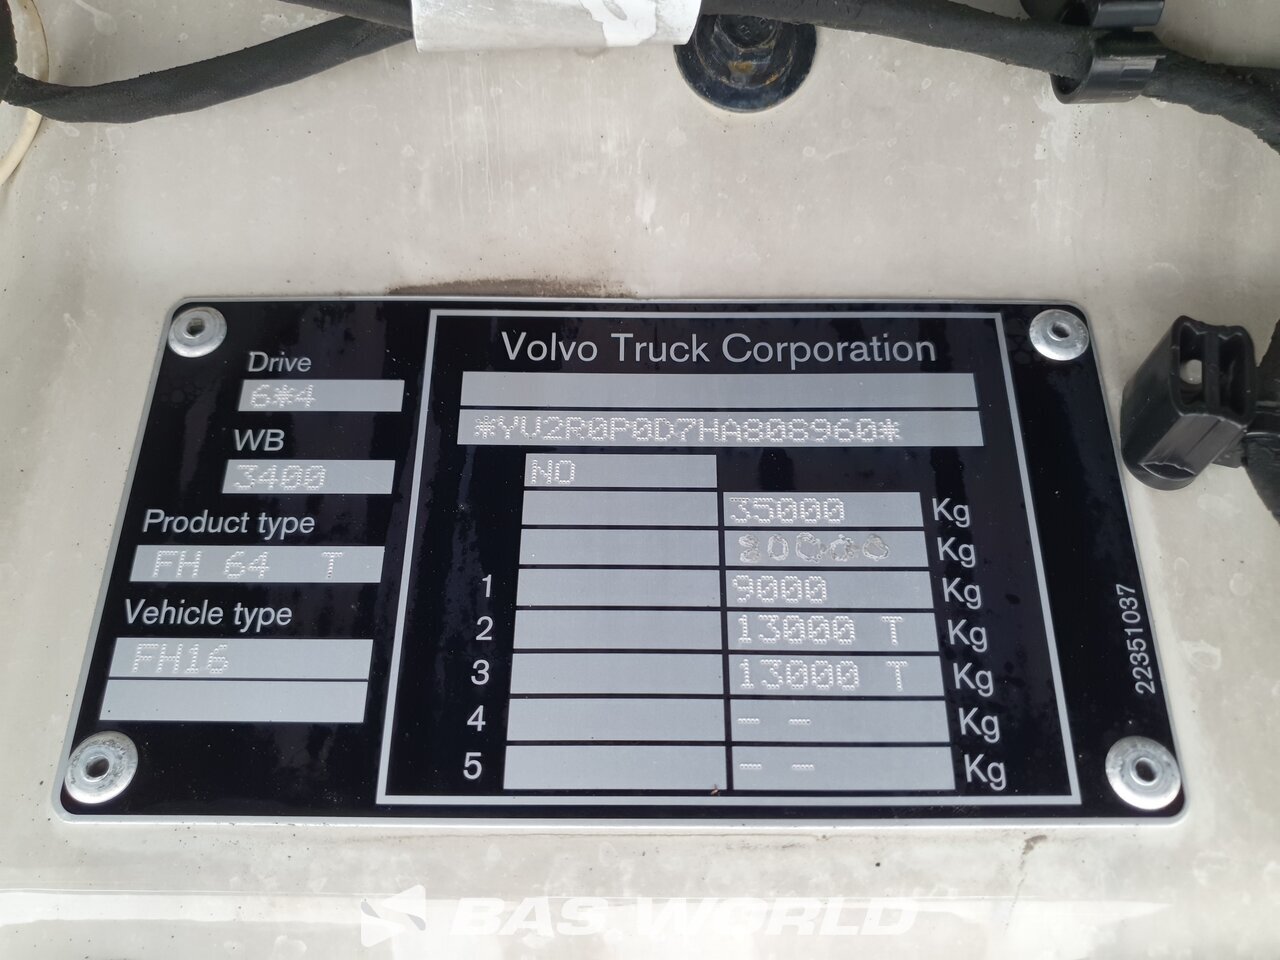 Drive
6*4
WB
3400
Product type
FH 64 T
Vehicle type
FH16
Volvo Truck Corporation
*YV2R0P0D7HA808960*
NO
35000 Kg
Kg
1 9000 Kg
2 13000 T Kg
3 13000 T Kg
4 -- -- Kg
5 -- -- Kg
22351037
BAS WORLD